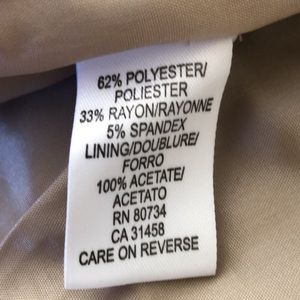 62% POLYESTER/
POLIESTER
33% RAYON/RAYONNE
5% SPANDEX
LINING/DOUBLURE/
FORRO
100% ACETATE/
ACETATO
RN 80734
CA 31458
CARE ON REVERSE